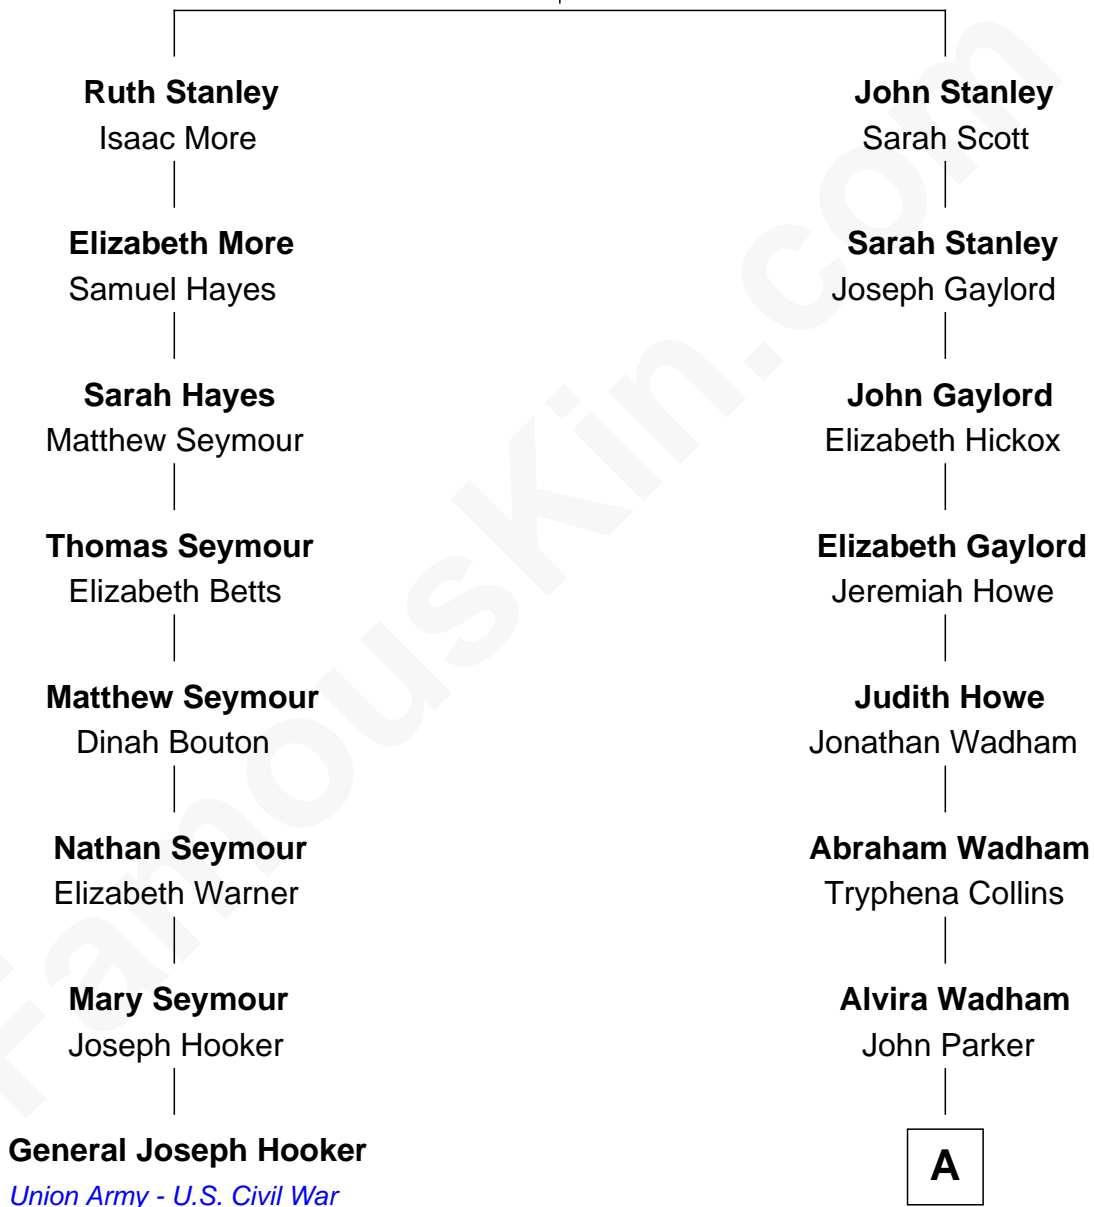 Ruth Stanley
Isaac More
Elizabeth More
Samuel Hayes
Sarah Hayes
Matthew Seymour
Thomas Seymour
Elizabeth Betts
Matthew Seymour
Dinah Bouton
Nathan Seymour
Elizabeth Warner
Mary Seymour
Joseph Hooker
General Joseph Hooker
Union Army - U.S. Civil War
John Stanley
Sarah Scott
Sarah Stanley
Joseph Gaylord
John Gaylord
Elizabeth Hickox
Elizabeth Gaylord
Jeremiah Howe
Judith Howe
Jonathan Wadham
Abraham Wadham
Tryphena Collins
Alvira Wadham
John Parker
A
FamousKin.com